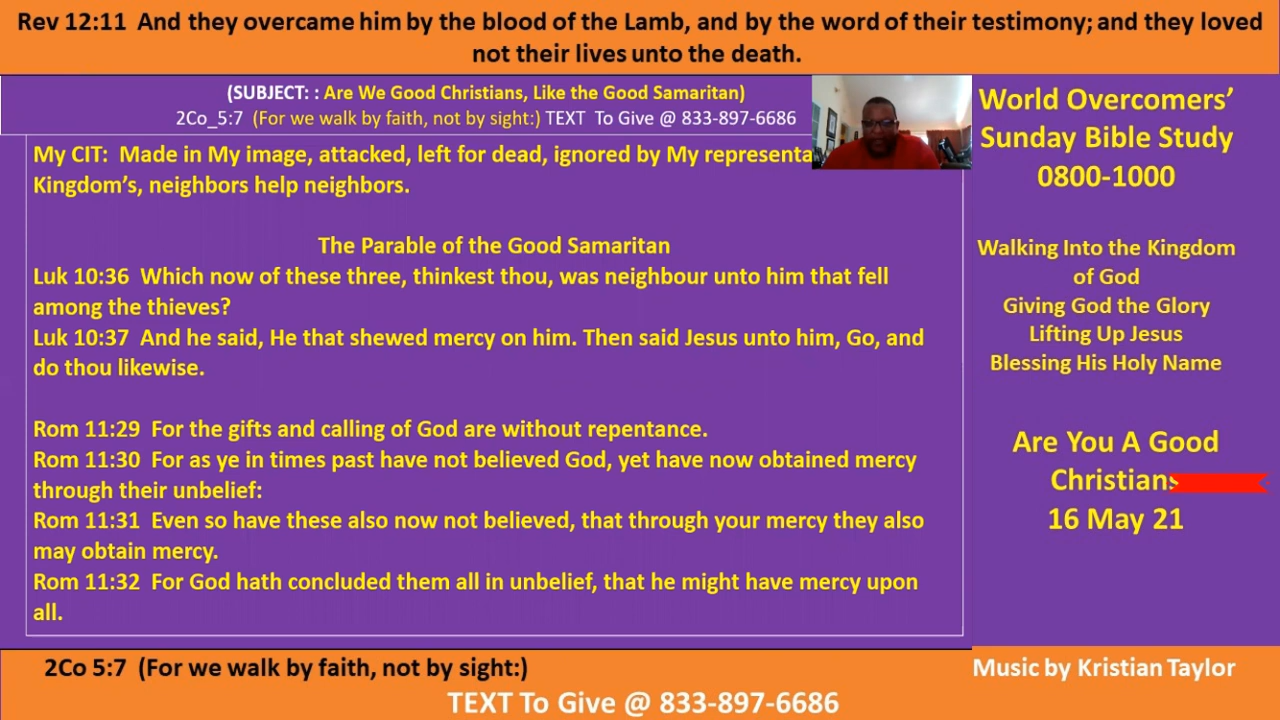 Rev 12:11 And they overcame him by the blood of the Lamb, and by the word of their testimony; and they loved
not their lives unto the death.
(SUBJECT: : Are We Good Christians, Like the Good Samaritan)
2Co_5:7 (For we walk by faith, not by sight:) TEXT To Give @ 833-897-6686
My CIT: Made in My image, attacked, left for dead, ignored by My
Kingdom’s, neighbors help neighbors.
The Parable of the Good Samaritan
Luk 10:36 Which now of these three, thinkest thou, was neighbour unto him that fell
among the thieves?
Luk 10:37 And he said, He that shewed mercy on him. Then said Jesus unto him, Go, and
do thou likewise.
Rom 11:29 For the gifts and calling of God are without repentance.
Rom 11:30 For as ye in times past have not believed God, yet have now obtained mercy
through their unbelief:
Rom 11:31 Even so have these also now not believed, that through your mercy they also
may obtain mercy.
Rom 11:32 For God hath concluded them all in unbelief, that he might have mercy upon
all.
World Overcomers’
Sunday Bible Study
0800-1000
Walking Into the Kingdom
of God
Giving God the Glory
Lifting Up Jesus
Blessing His Holy Name
Are You A Good
Christians
16 May 21
2Co 5:7 (For we walk by faith, not by sight:)
Music by Kristian Taylor
TEXT To Give @ 833-897-6686